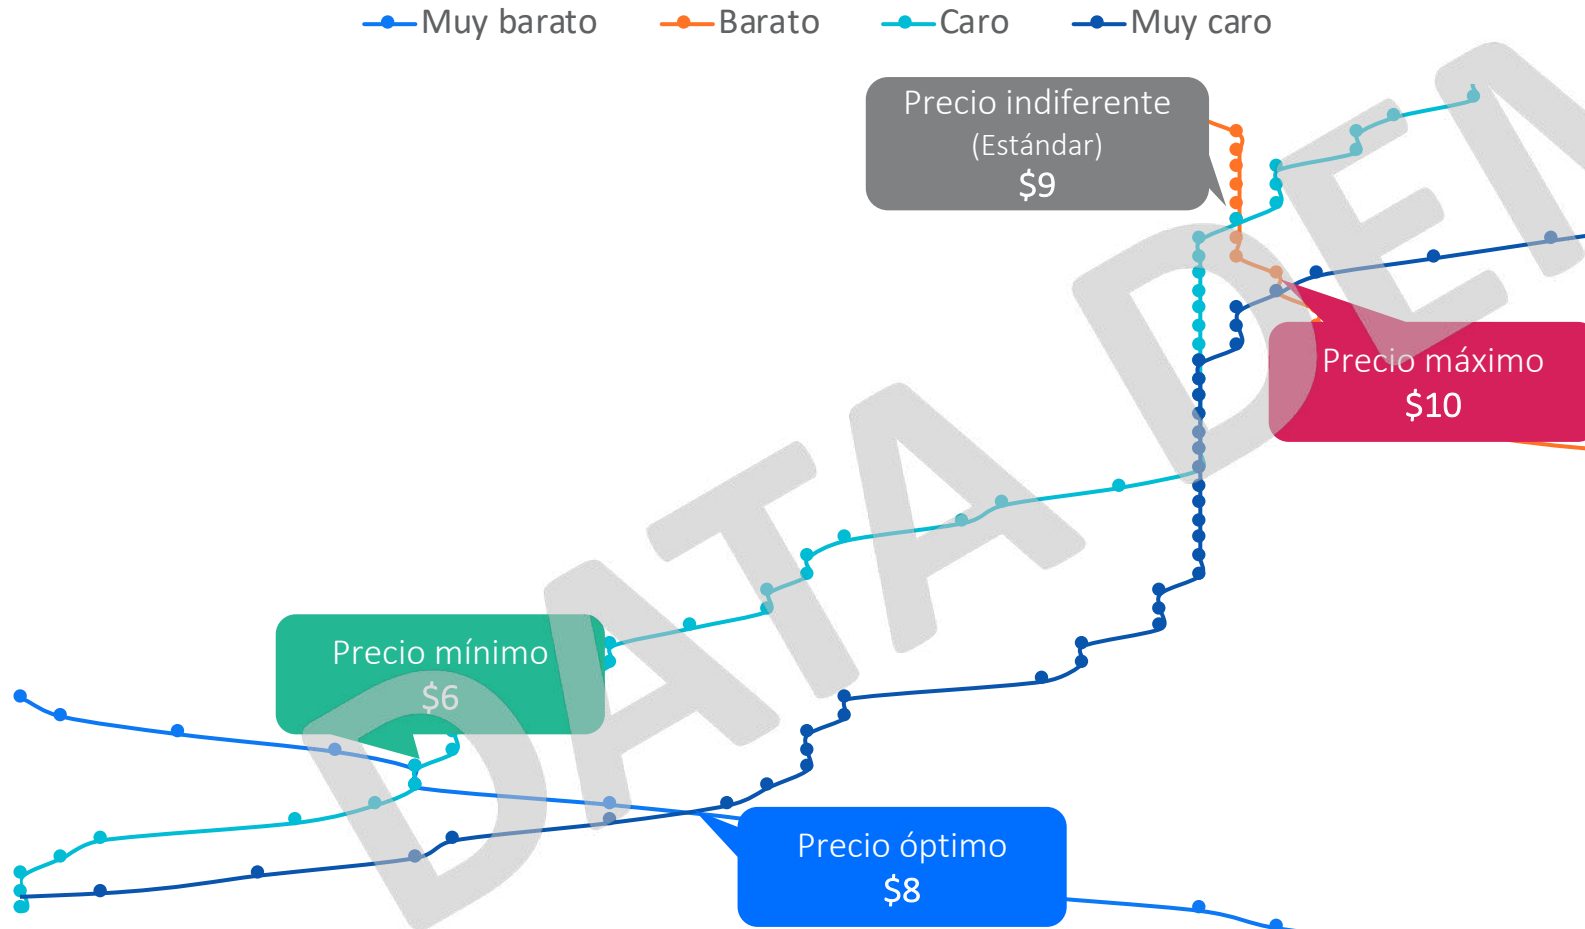 Muy barato
Barato
Caro
Muy caro
Precio indiferente
(Estándar)
$9
Precio máximo
$10
Precio mínimo
$6
Precio óptimo
$8
DATA DEM